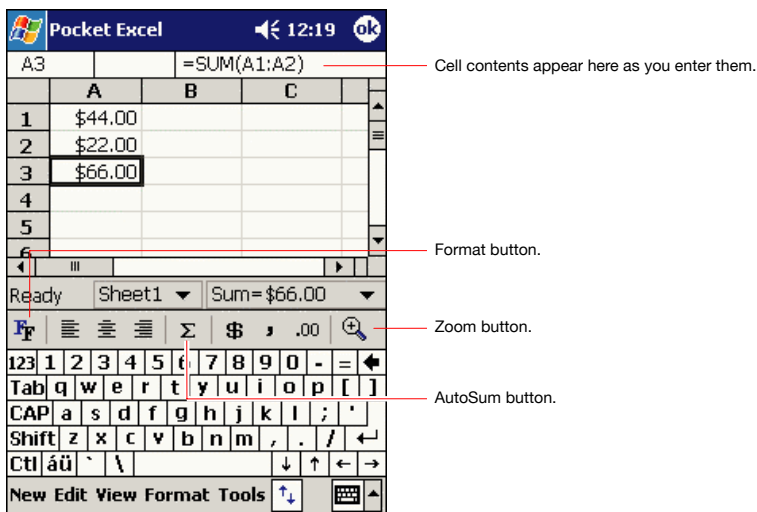 Pocket Excel 12:19 ok
A3 =SUM(A1:A2)
Cell contents appear here as you enter them.
A B C
1 $44.00
2 $22.00
3 $66.00
4
5
6
Format button.
Ready Sheet1 Sum=$66.00
FF Σ $ , .00
Zoom button.
123 1 2 3 4 5 6 7 8 9 0 - =
Tab q w e r t y u i o p [ ]
AutoSum button.
CAP a s d f g h j k l ; '
Shift z x c v b n m , . /
Ctl áü ` \ ↓ ↑ ← →
New Edit View Format Tools